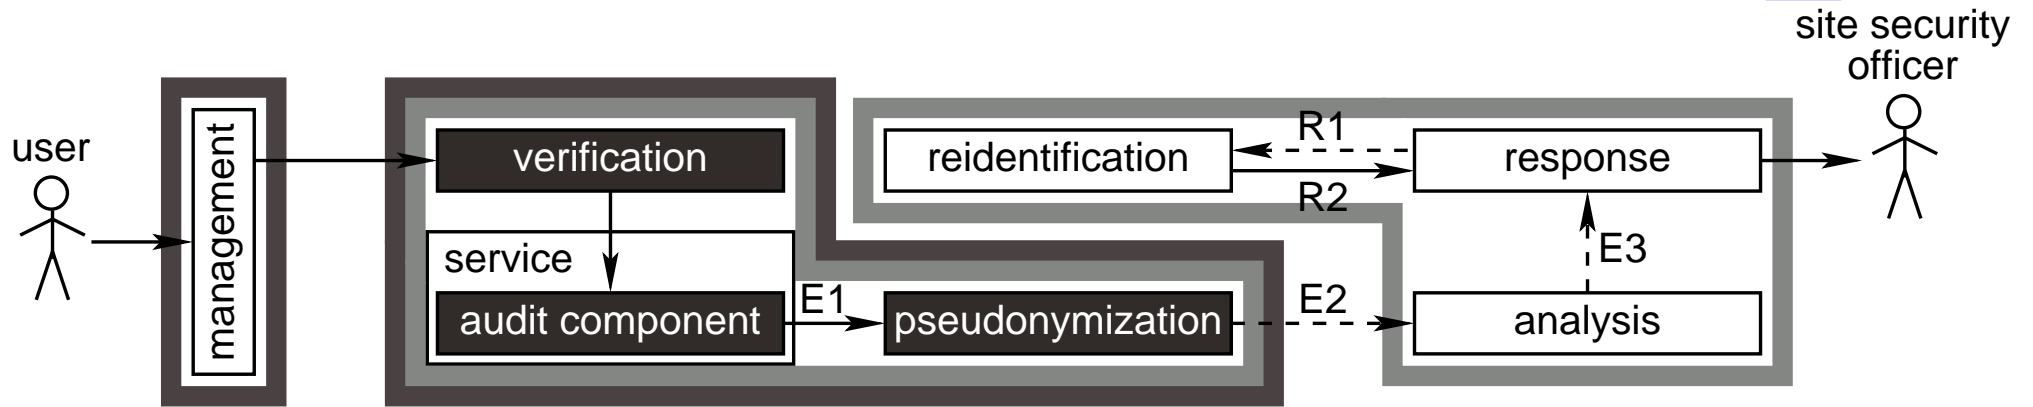 site security
officer
user
management
verification
reidentification
R1
response
R2
service
E3
audit component
E1
pseudonymization
E2
analysis